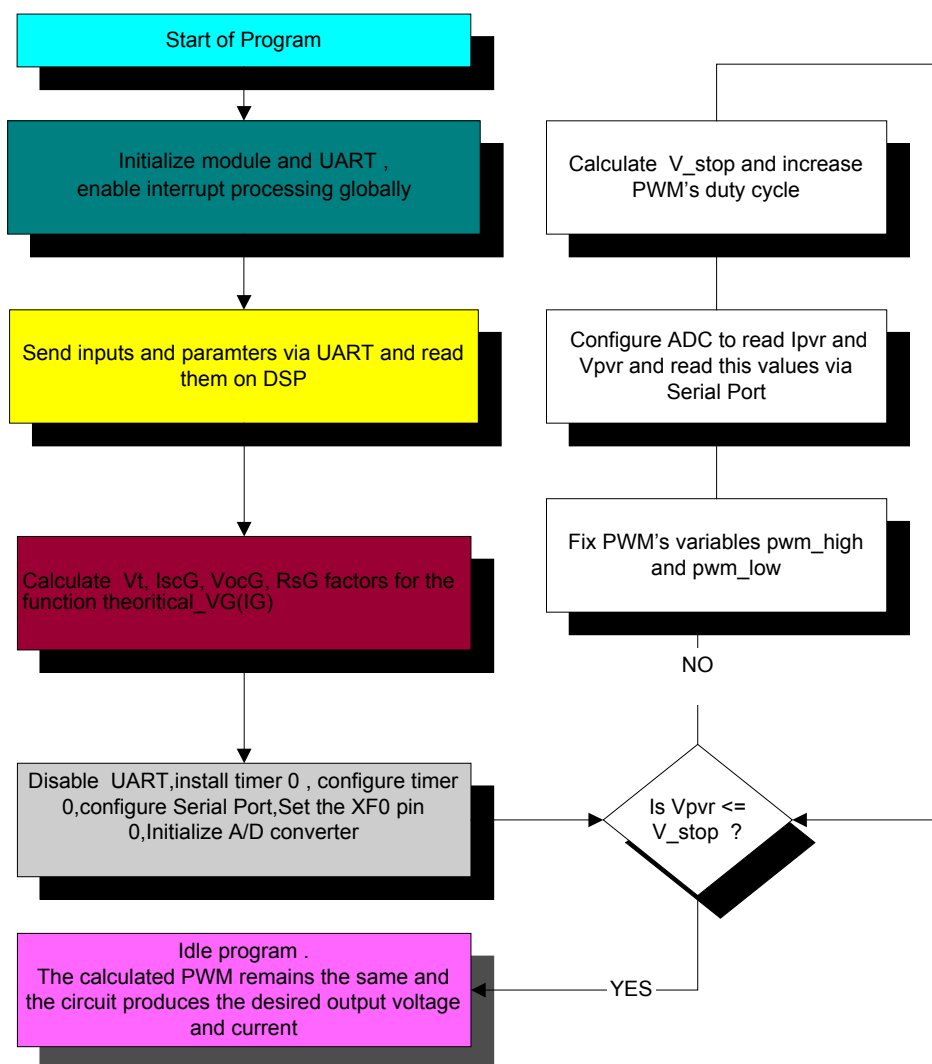 Start of Program
Initialize module and UART ,
enable interrupt processing globally
Send inputs and paramters via UART and read
them on DSP
Calculate Vt, IscG, VocG, RsG factors for the
function theoritical_VG(IG)
Disable UART,install timer 0 , configure timer
0,configure Serial Port,Set the XF0 pin
0,Initialize A/D converter
Idle program .
The calculated PWM remains the same and
the circuit produces the desired output voltage
and current
Calculate V_stop and increase
PWM's duty cycle
Configure ADC to read Ipvr and
Vpvr and read this values via
Serial Port
Fix PWM's variables pwm_high
and pwm_low
NO
Is Vpvr <=
V_stop ?
YES